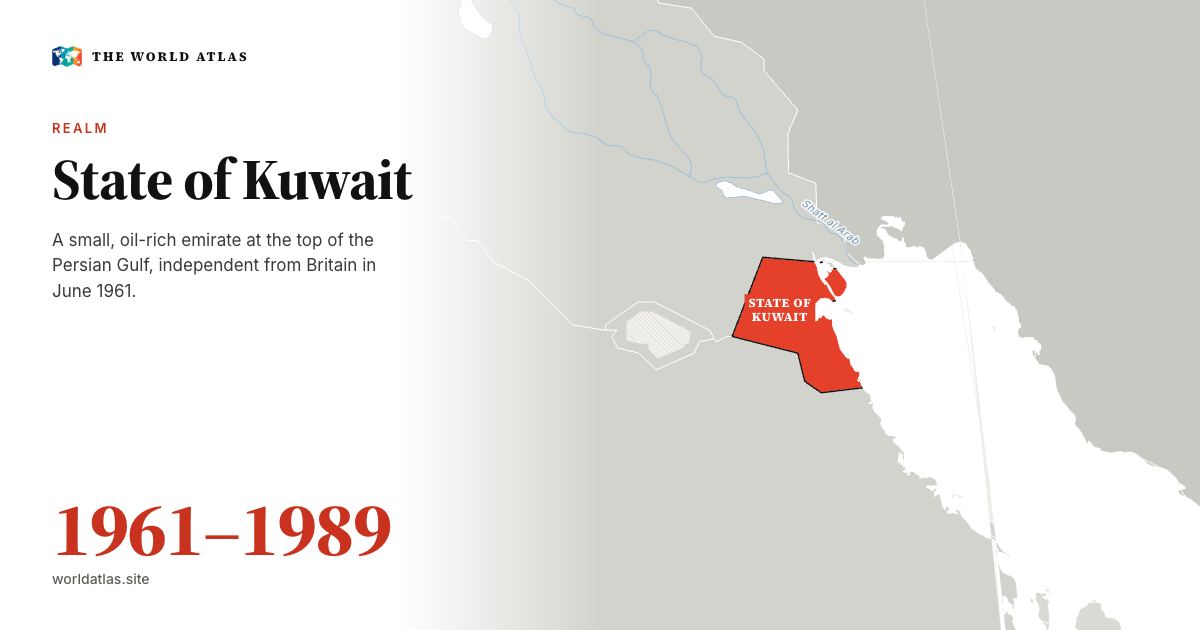 THE WORLD ATLAS
REALM
State of Kuwait
A small, oil-rich emirate at the top of the
Persian Gulf, independent from Britain in
June 1961.
1961–1989
worldatlas.site
Shatt al Arab
STATE OF
KUWAIT